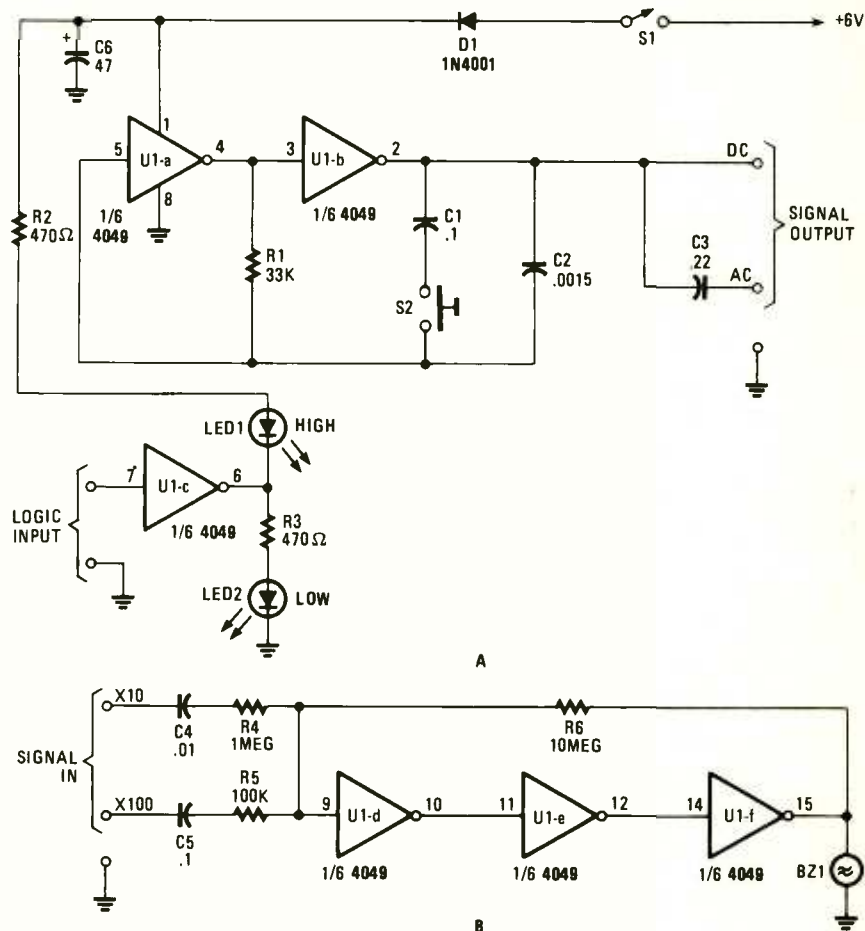 +
C6
47
D1
1N4001
S1
+6V
1
5
U1-a
4
8
1/6
4049
3
U1-b
2
1/6 4049
R2
470Ω
R1
33K
C1
.1
S2
C2
.0015
C3
.22
DC
AC
SIGNAL
OUTPUT
LED1
HIGH
LOGIC
INPUT
7
U1-c
6
1/6 4049
R3
470Ω
LED2
LOW
A
SIGNAL
IN
X10
C4
.01
R4
1MEG
R6
10MEG
X100
C5
.1
R5
100K
9
U1-d
10
1/6 4049
11
U1-e
12
1/6 4049
14
U1-f
15
1/6 4049
BZ1
B